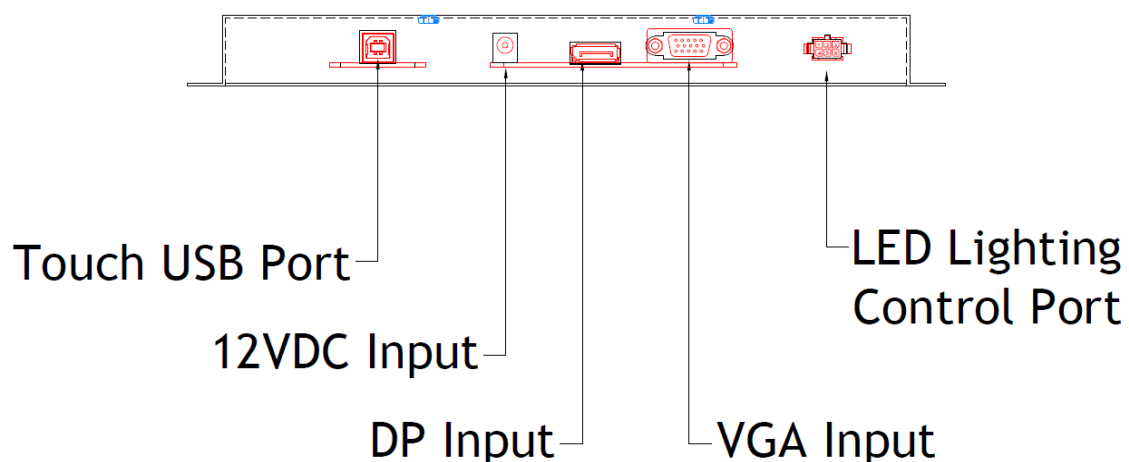 Touch USB Port
12VDC Input
DP Input
VGA Input
LED Lighting
Control Port